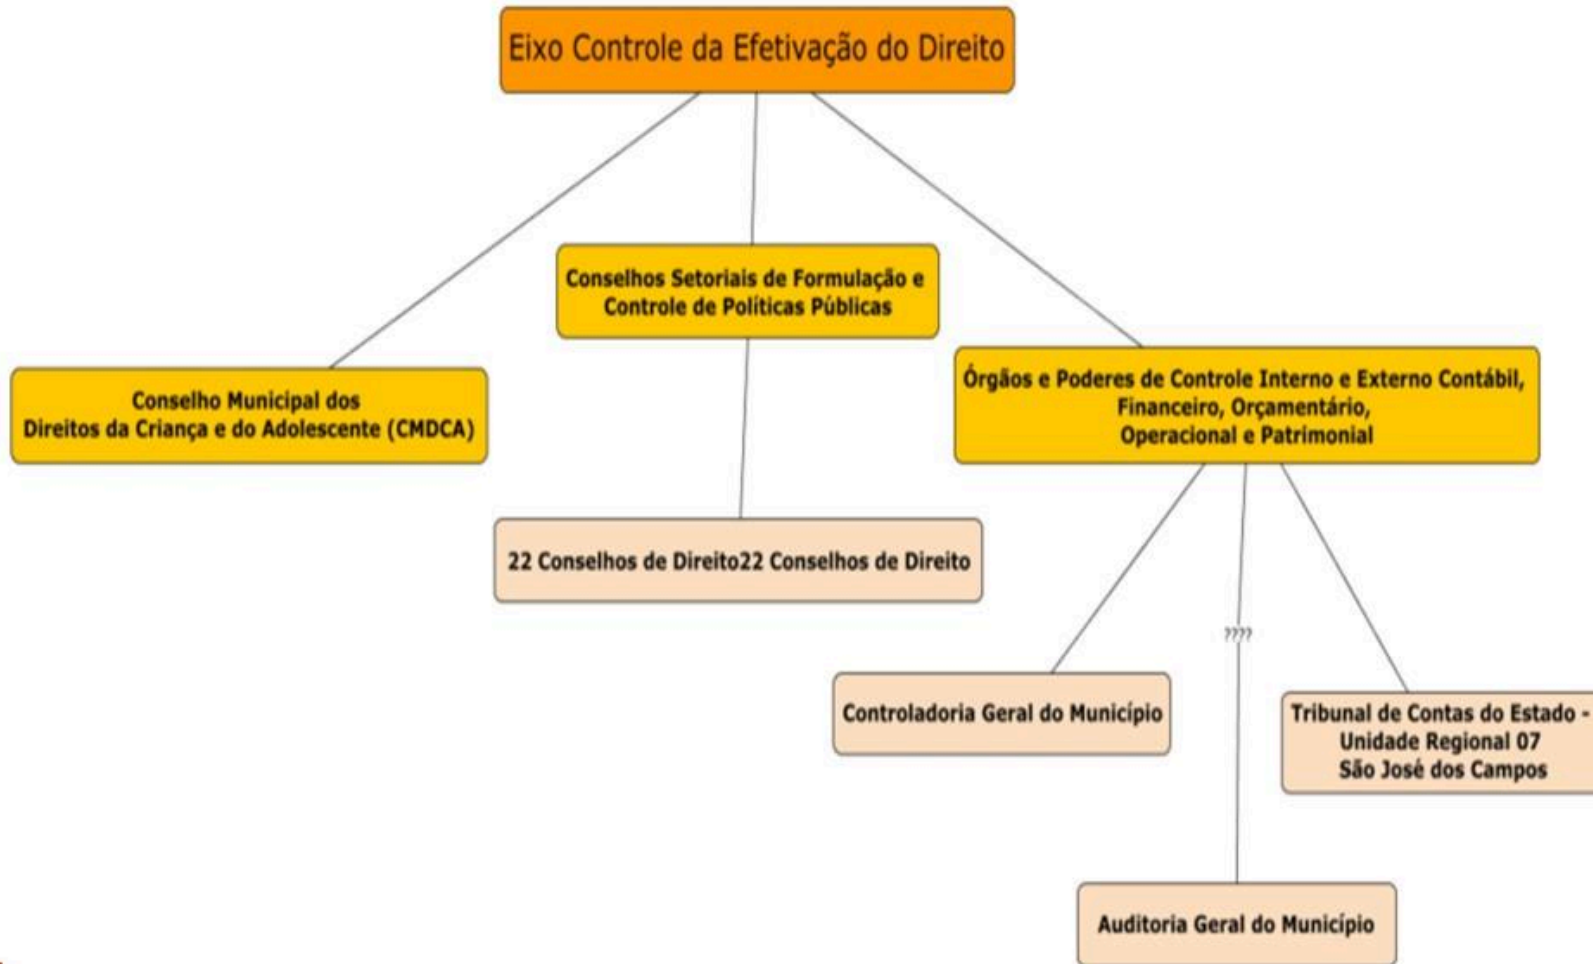 Eixo Controle da Efetivação do Direito
Conselhos Setoriais de Formulação e
Controle de Políticas Públicas
Conselho Municipal dos
Direitos da Criança e do Adolescente (CMDCA)
Órgãos e Poderes de Controle Interno e Externo Contábil,
Financeiro, Orçamentário,
Operacional e Patrimonial
22 Conselhos de Direito22 Conselhos de Direito
????
Controladoria Geral do Município
Tribunal de Contas do Estado -
Unidade Regional 07
São José dos Campos
Auditoria Geral do Município